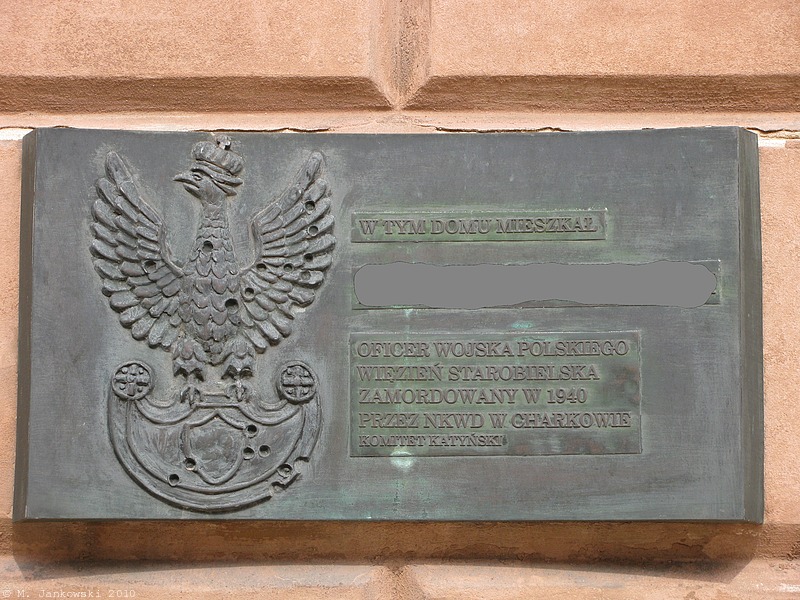 W TYM DOMU MIESZKAŁ
OFICER WOJSKA POLSKIEGO
WIĘZIEŃ STAROBIELSKA
ZAMORDOWANY W 1940
PRZEZ NKWD W CHARKOWIE
KOMITET KATYŃSKI
© M. Jankowski 2010